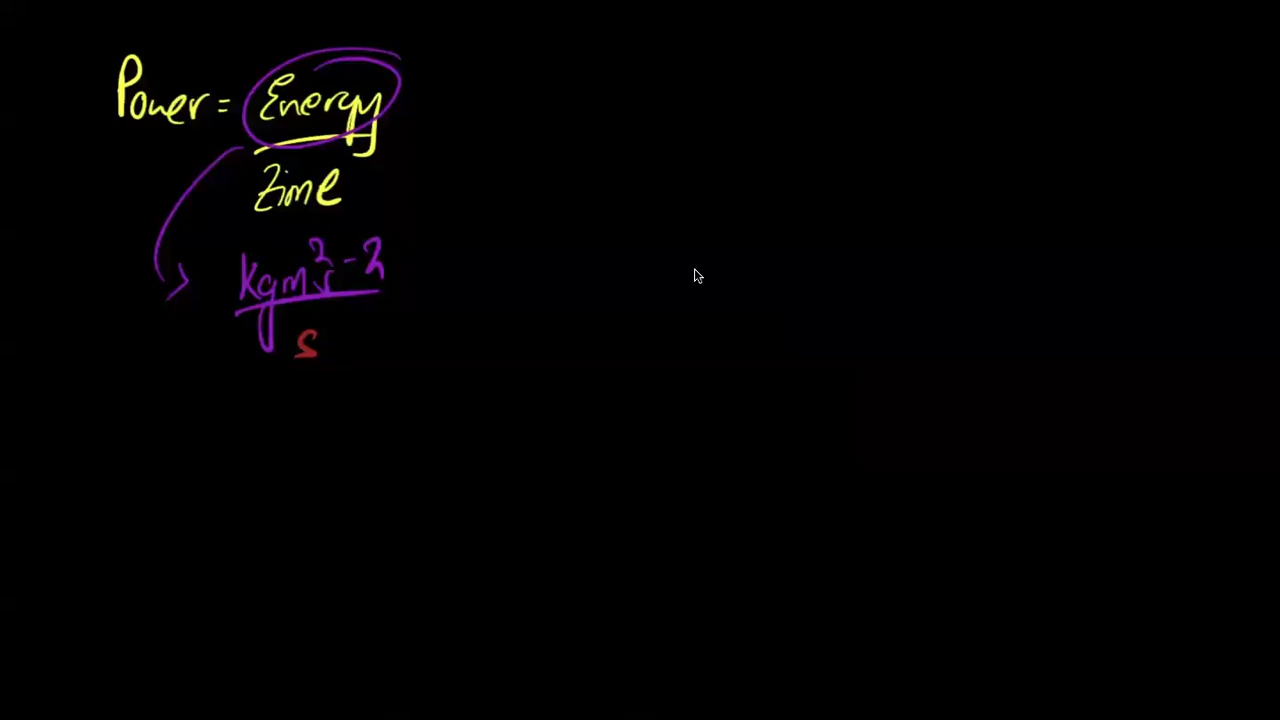 Power = Energy
Time
kgm²s⁻²
s